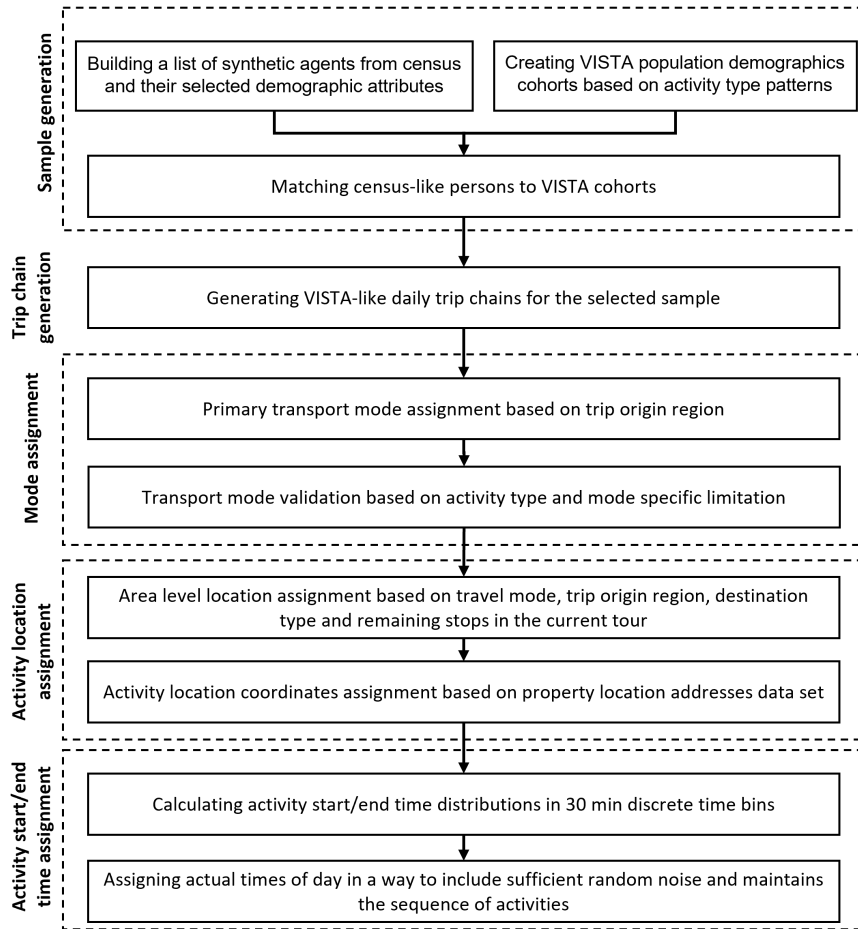 Sample generation
Building a list of synthetic agents from census
and their selected demographic attributes
Creating VISTA population demographics
cohorts based on activity type patterns
Matching census-like persons to VISTA cohorts
Trip chain
generation
Generating VISTA-like daily trip chains for the selected sample
Mode assignment
Primary transport mode assignment based on trip origin region
Transport mode validation based on activity type and mode specific limitation
Activity location
assignment
Area level location assignment based on travel mode, trip origin region, destination
type and remaining stops in the current tour
Activity location coordinates assignment based on property location addresses data set
Activity start/end
time assignment
Calculating activity start/end time distributions in 30 min discrete time bins
Assigning actual times of day in a way to include sufficient random noise and maintains
the sequence of activities